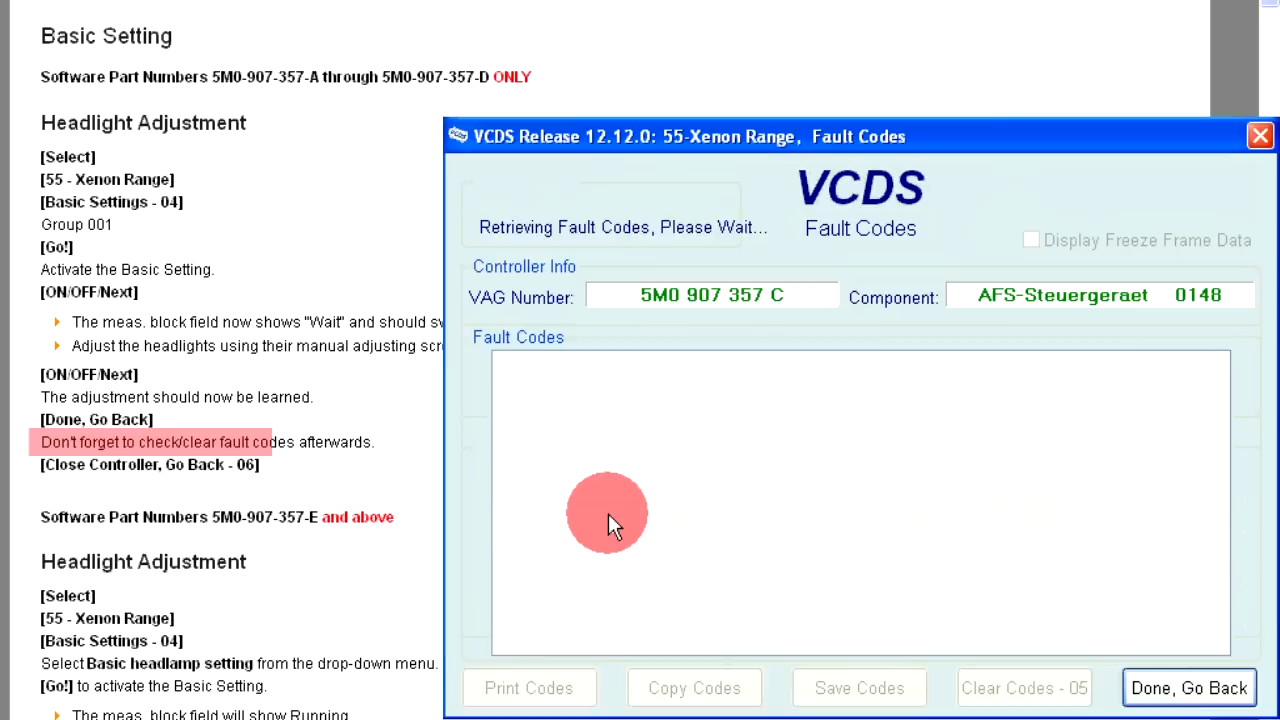 Basic Setting
Software Part Numbers 5M0-907-357-A through 5M0-907-357-D ONLY
Headlight Adjustment
[Select]
[55 - Xenon Range]
[Basic Settings - 04]
Group 001
[Go!]
Activate the Basic Setting.
[ON/OFF/Next]
The meas. block field now shows "Wait" and should
Adjust the headlights using their manual adjusting
[ON/OFF/Next]
The adjustment should now be learned.
[Done, Go Back]
Don't forget to check/clear fault codes afterwards.
[Close Controller, Go Back - 06]
Software Part Numbers 5M0-907-357-E and above
Headlight Adjustment
[Select]
[55 - Xenon Range]
[Basic Settings - 04]
Select Basic headlamp setting from the drop-down menu.
[Go!] to activate the Basic Setting.
The meas. block field will show Running
VCDS Release 12.12.0: 55-Xenon Range, Fault Codes
VCDS
Retrieving Fault Codes, Please Wait...
Fault Codes
Display Freeze Frame Data
Controller Info
VAG Number: 5M0 907 357 C Component: AFS-Steuergeraet 0148
Fault Codes
Print Codes Copy Codes Save Codes Clear Codes - 05 Done, Go Back